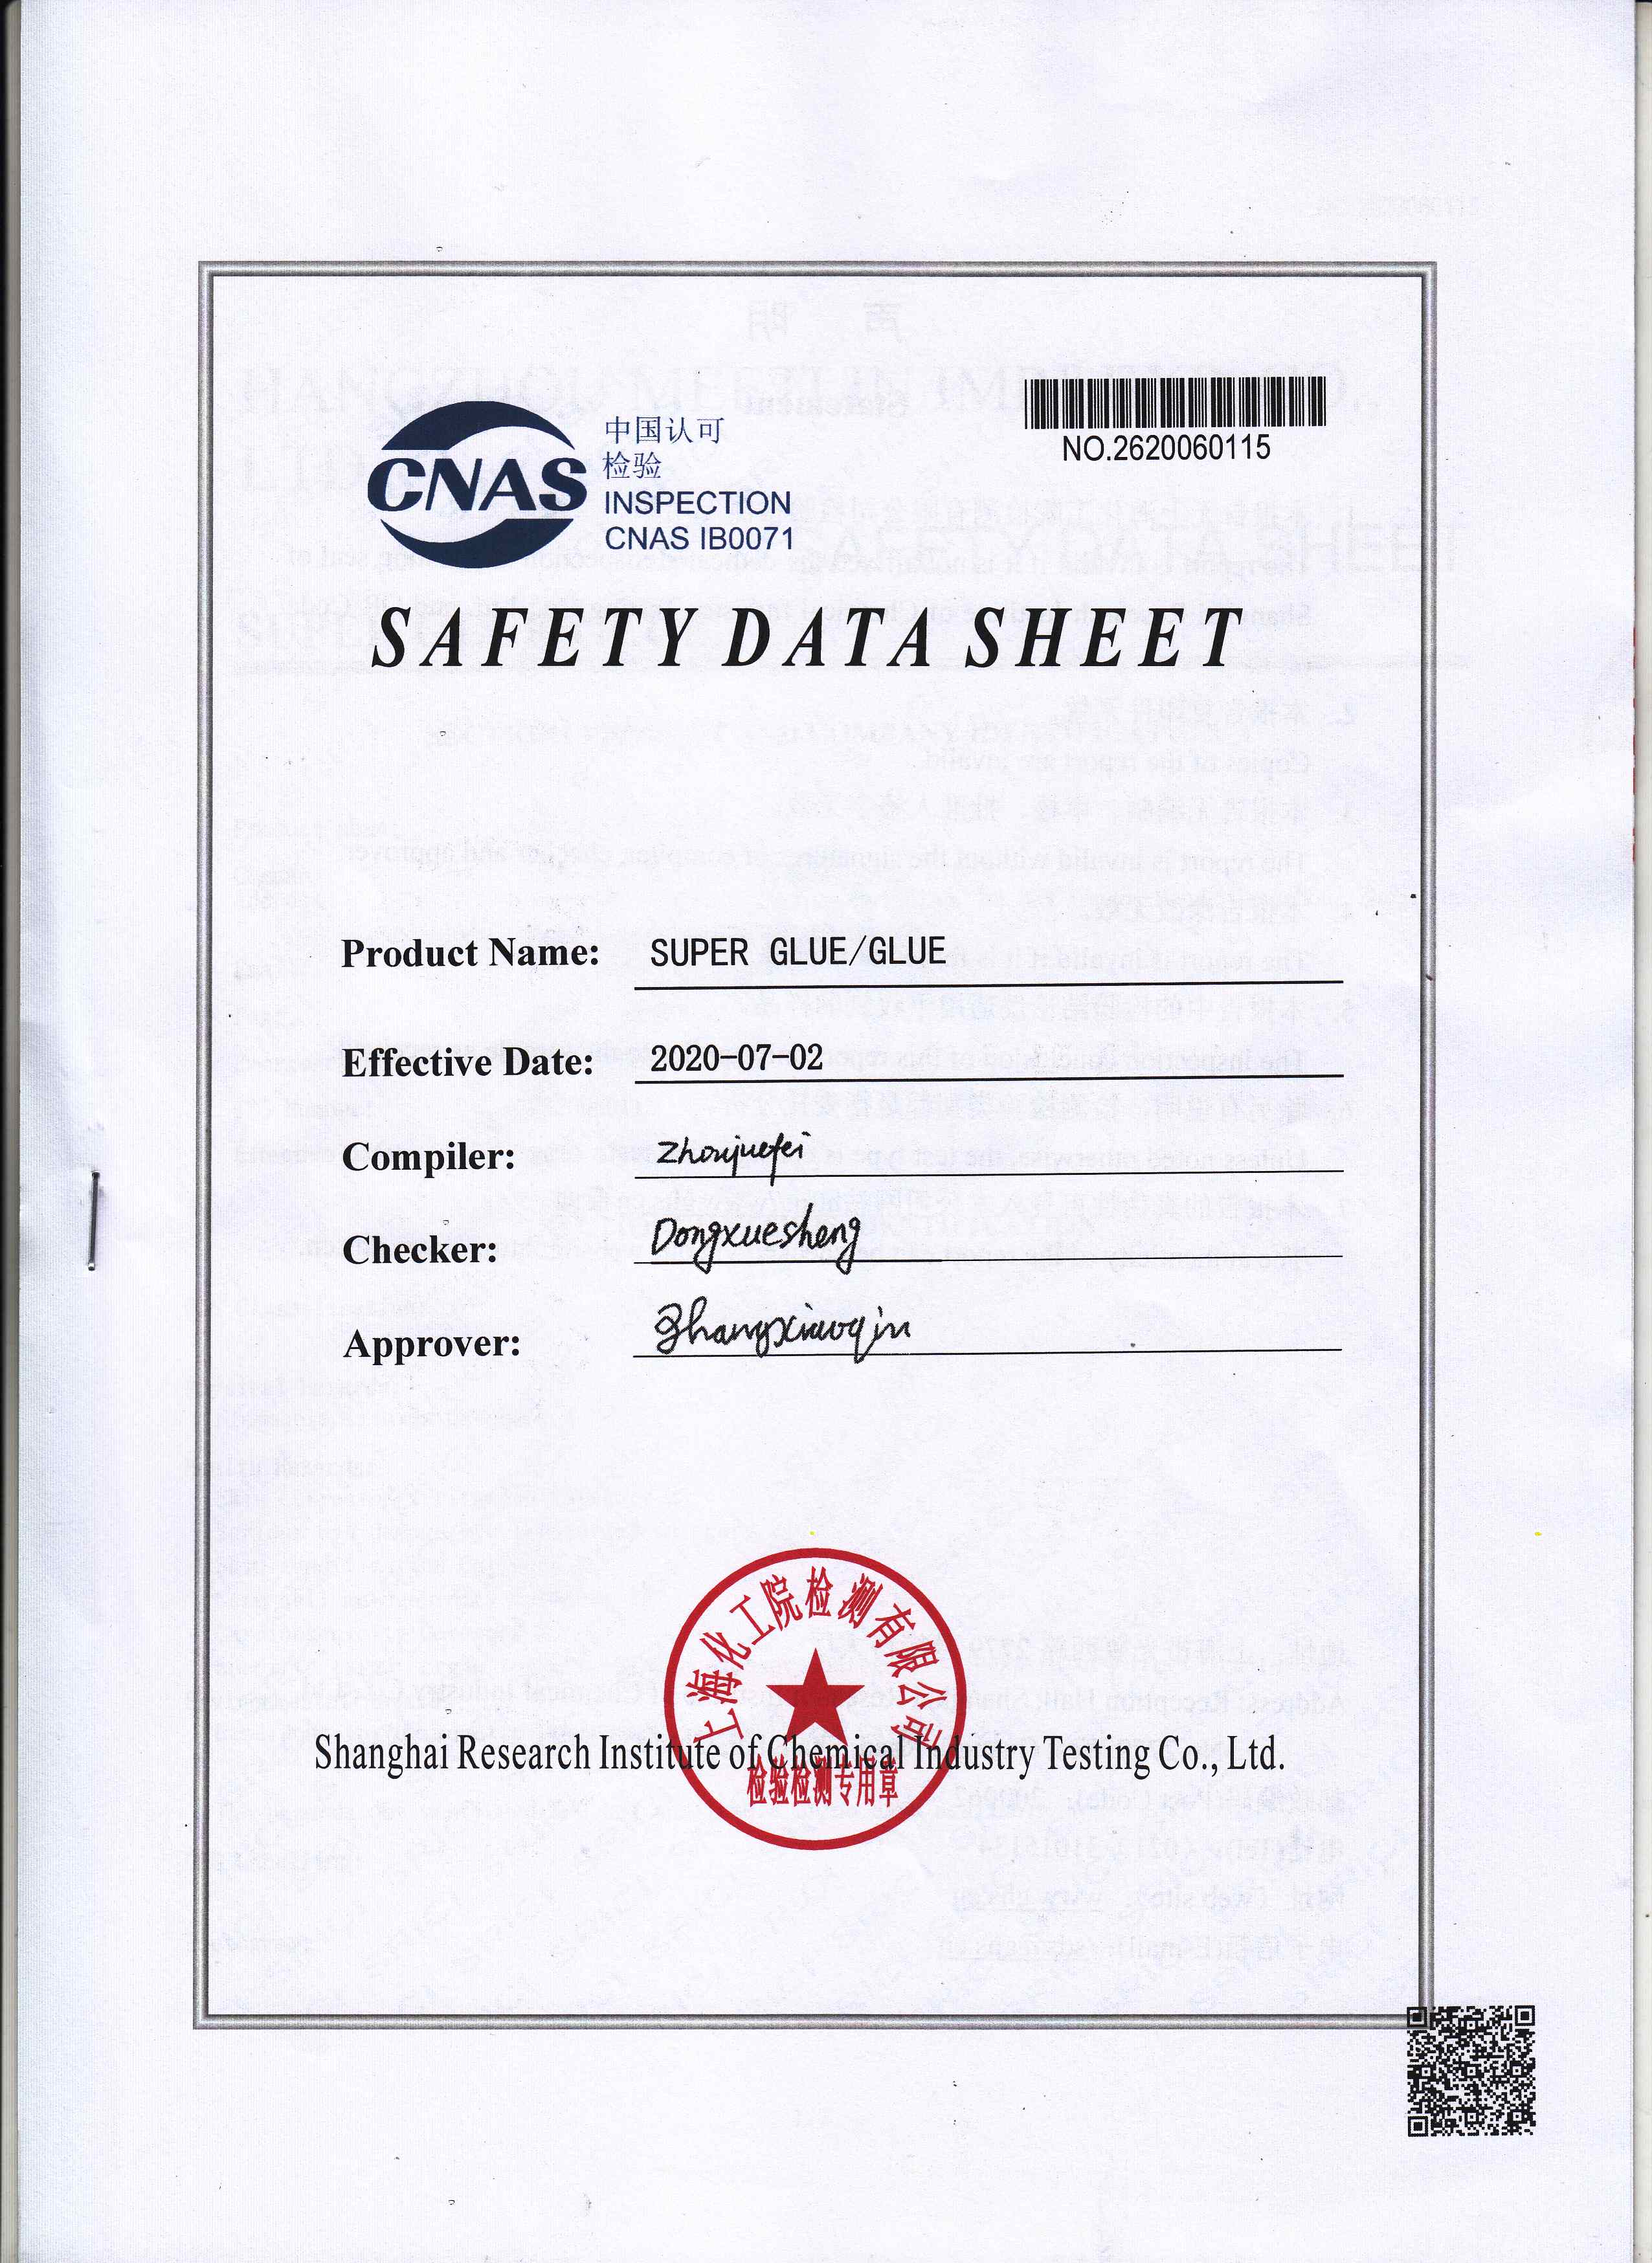 中国认可
检验
CNAS
INSPECTION
CNAS IB0071
NO.2620060115
SAFETY DATA SHEET
Product Name: SUPER GLUE/GLUE
Effective Date: 2020-07-02
Compiler: Zhoujuefei
Checker: Dongxuesheng
Approver: Zhangxiaoqin
上海化工院检测有限公司
Shanghai Research Institute of Chemical Industry Testing Co., Ltd.
检验检测专用章